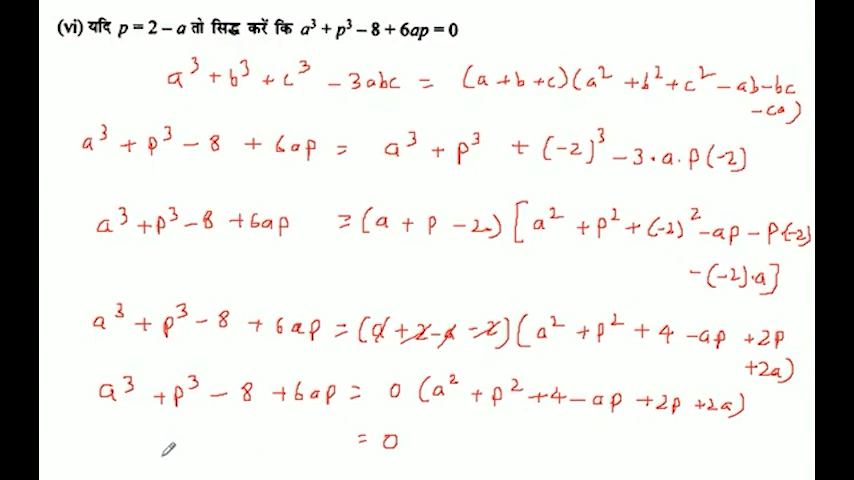 (vi) यदि p = 2 – a तो सिद्ध करें कि a³ + p³ – 8 + 6ap = 0
a³ + b³ + c³ – 3abc = (a + b + c)(a² + b² + c² – ab – bc
– ca)
a³ + p³ – 8 + 6ap = a³ + p³ + (–2)³ – 3·a·p(–2)
a³ + p³ – 8 + 6ap = (a + p – 2)[a² + p² + (–2)² – ap – p(–2)
– (–2)·a]
a³ + p³ – 8 + 6ap = (a + 2 – a – 2)(a² + p² + 4 – ap + 2p
+2a)
a³ + p³ – 8 + 6ap = 0 (a² + p² + 4 – ap + 2p + 2a)
= 0